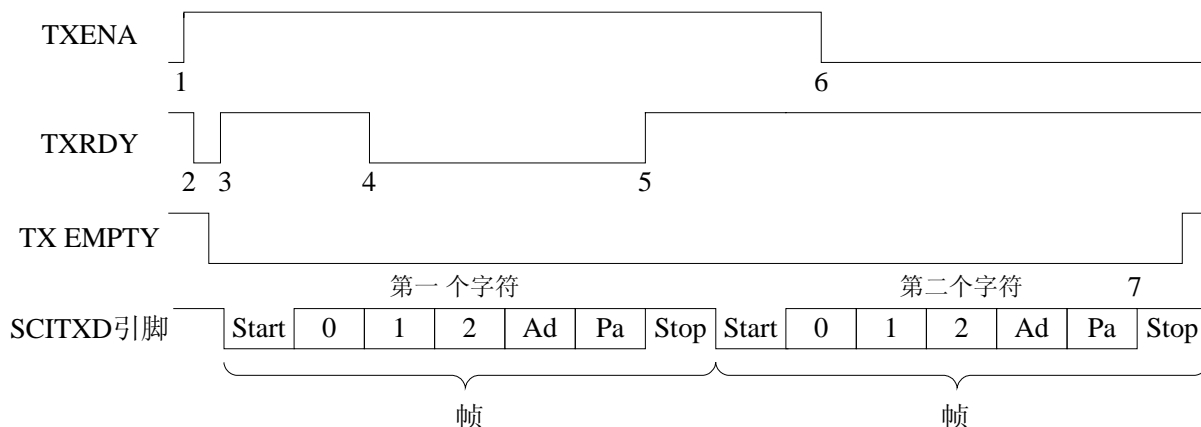 TXENA
1 6
TXRDY
2 3 4 5
TX EMPTY
第一 个字符 第二个字符 7
SCITXD引脚 Start 0 1 2 Ad Pa Stop Start 0 1 2 Ad Pa Stop
帧 帧